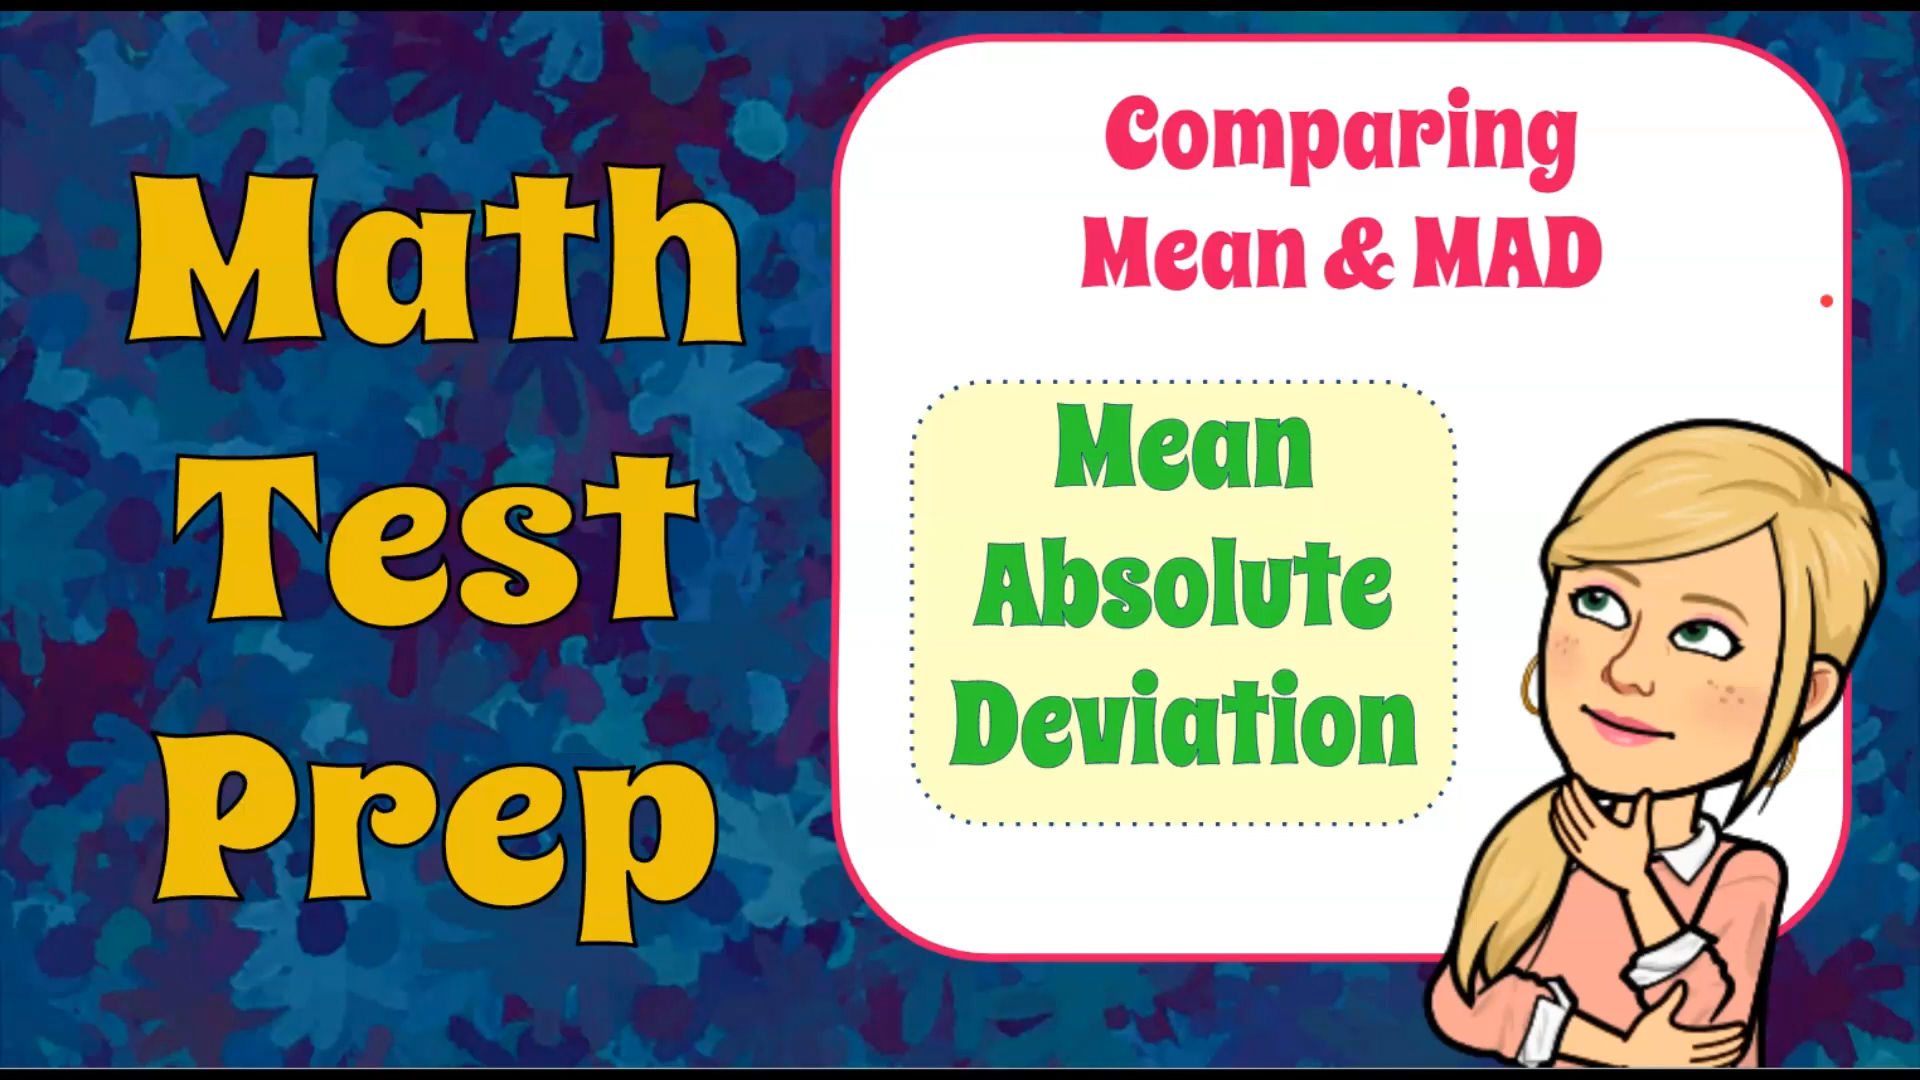 Math
Test
Prep
Comparing
Mean & MAD
Mean
Absolute
Deviation